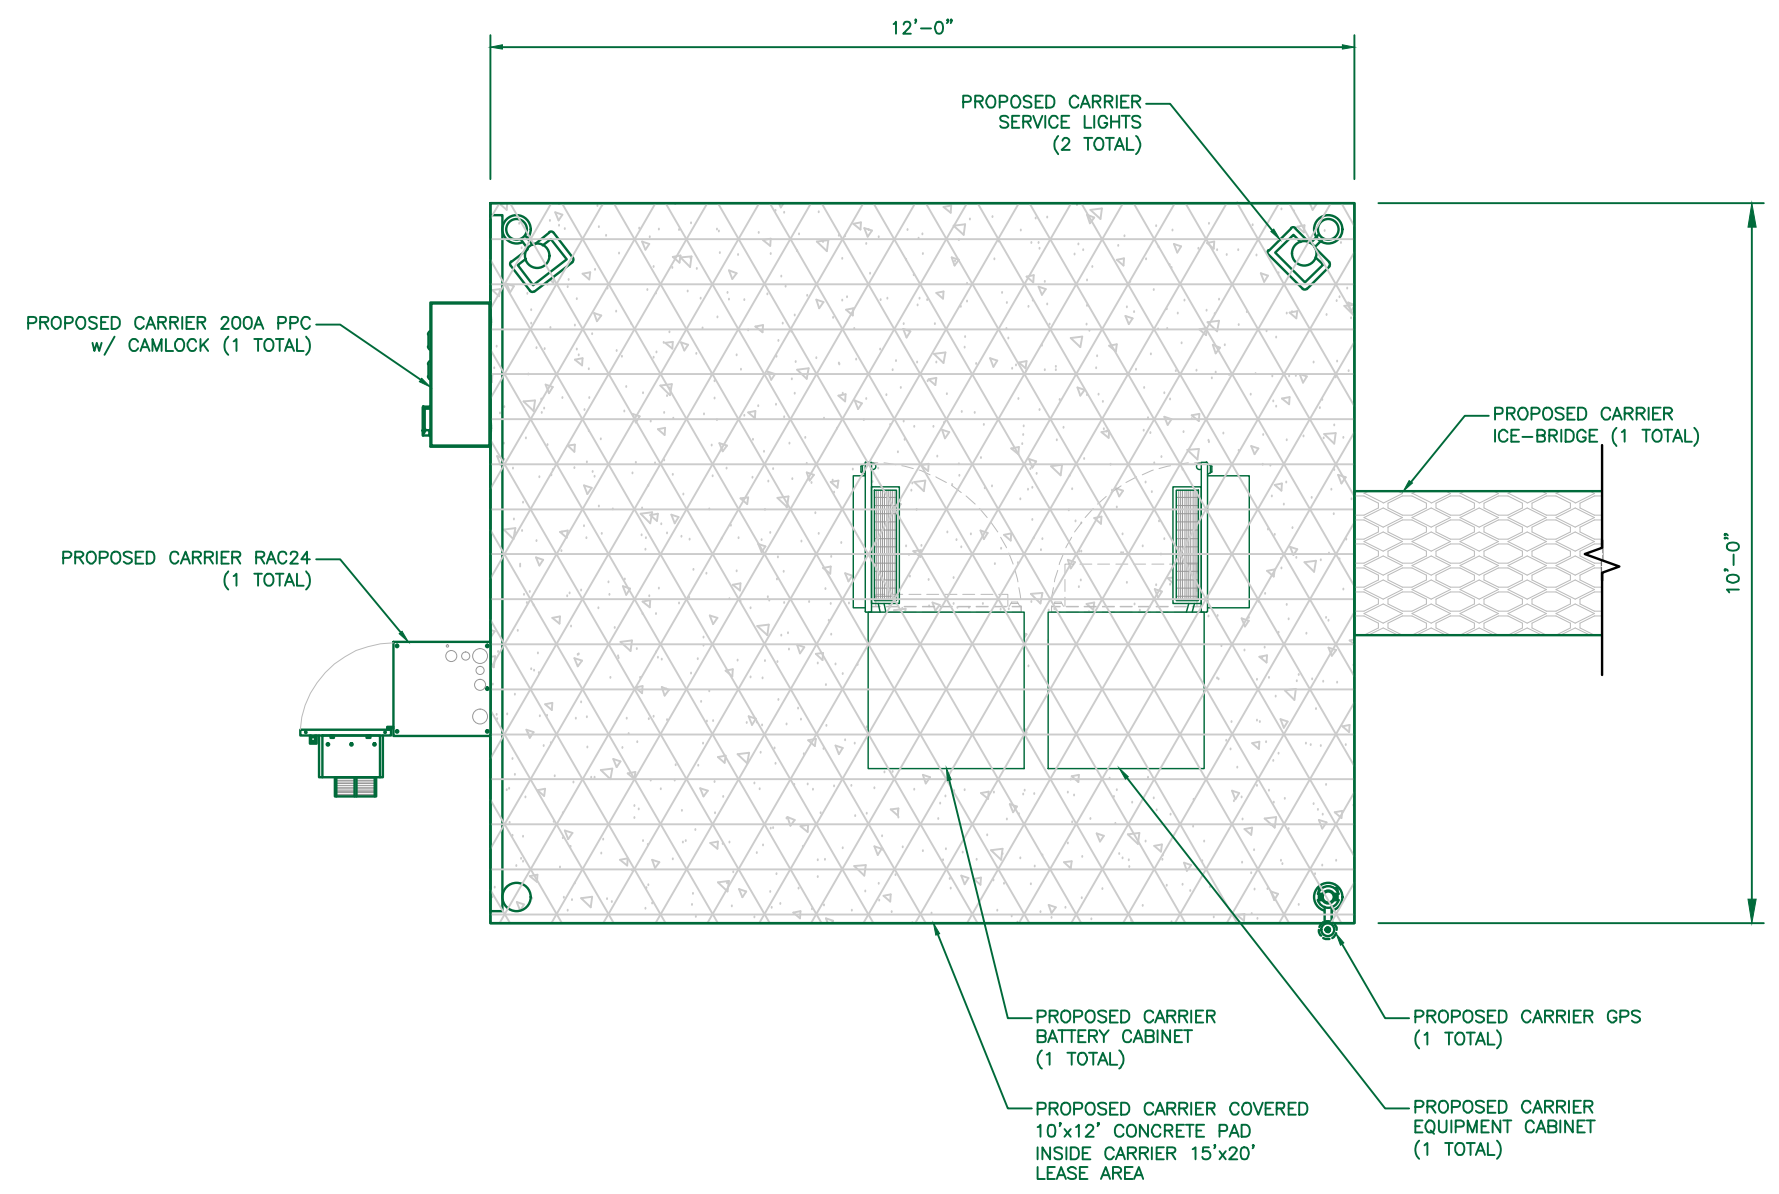 12'-0"
PROPOSED CARRIER
SERVICE LIGHTS
(2 TOTAL)
PROPOSED CARRIER 200A PPC
w/ CAMLOCK (1 TOTAL)
PROPOSED CARRIER
ICE-BRIDGE (1 TOTAL)
10'-0"
PROPOSED CARRIER RAC24
(1 TOTAL)
PROPOSED CARRIER
BATTERY CABINET
(1 TOTAL)
PROPOSED CARRIER GPS
(1 TOTAL)
PROPOSED CARRIER COVERED
10'x12' CONCRETE PAD
INSIDE CARRIER 15'x20'
LEASE AREA
PROPOSED CARRIER
EQUIPMENT CABINET
(1 TOTAL)